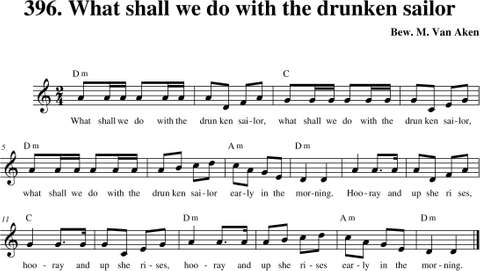 396. What shall we do with the drunken sailor
Bew. M. Van Aken
Dm C
2
4
What shall we do with the drun ken sai-lor, what shall we do with the drun ken sai-lor,
5 Dm Am Dm
what shall we do with the drun ken sai-lor ear-ly in the mor-ning. Hoo-ray and up she ri ses,
11 C Dm Am Dm
hoo-ray and up she ri-ses, hoo-ray and up she ri ses ear-ly in the mor-ning.